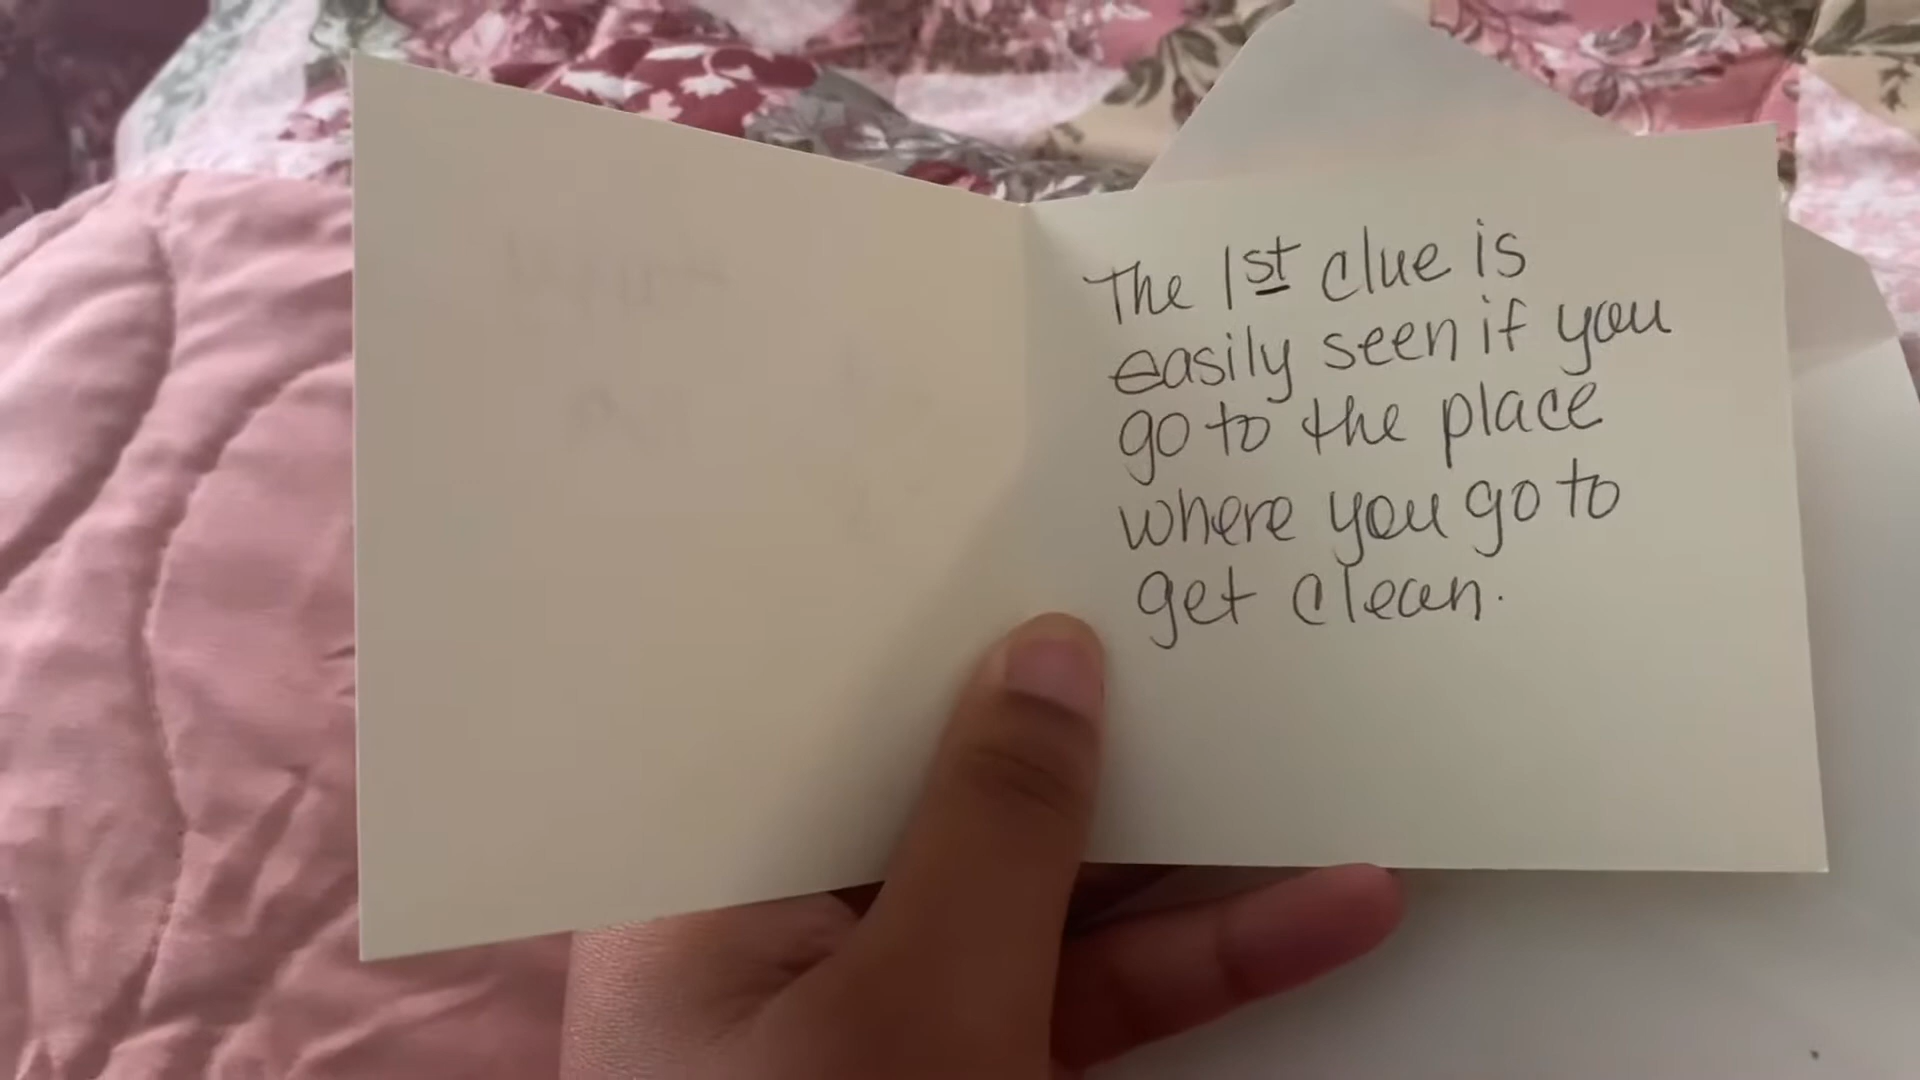 The 1st clue is
easily seen if you
go to the place
where you go to
get clean.